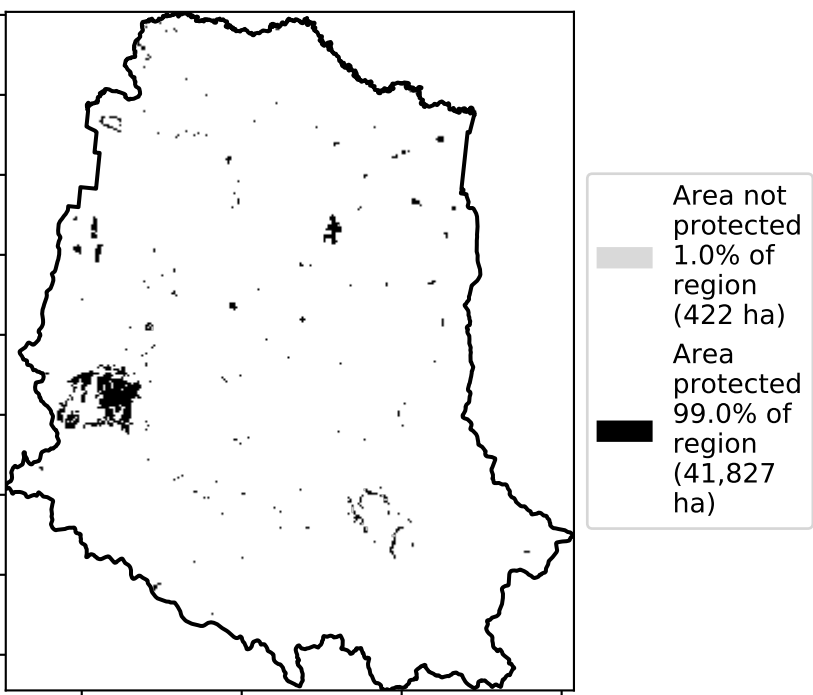 Area not
protected
1.0% of
region
(422 ha)
Area
protected
99.0% of
region
(41,827
ha)